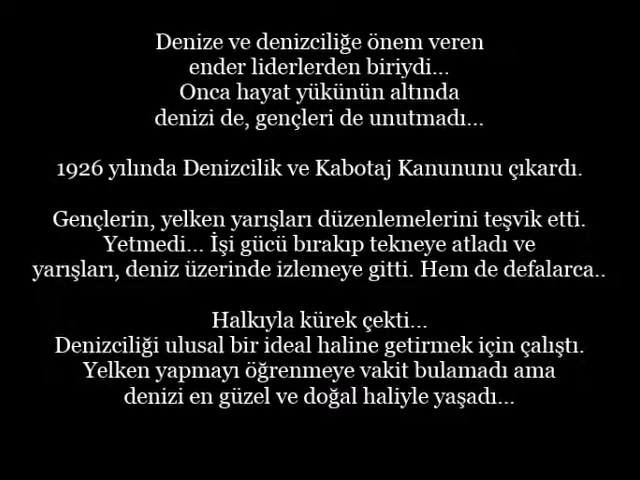 Denize ve denizciliğe önem veren
ender liderlerden biriydi...
Onca hayat yükünün altında
denizi de, gençleri de unutmadı...
1926 yılında Denizcilik ve Kabotaj Kanununu çıkardı.
Gençlerin, yelken yarışları düzenlemelerini teşvik etti.
Yetmedi... İşi gücü bırakıp tekneye atladı ve
yarışları, deniz üzerinde izlemeye gitti. Hem de defalarca..
Halkıyla kürek çekti...
Denizciliği ulusal bir ideal haline getirmek için çalıştı.
Yelken yapmayı öğrenmeye vakit bulamadı ama
denizi en güzel ve doğal haliyle yaşadı...